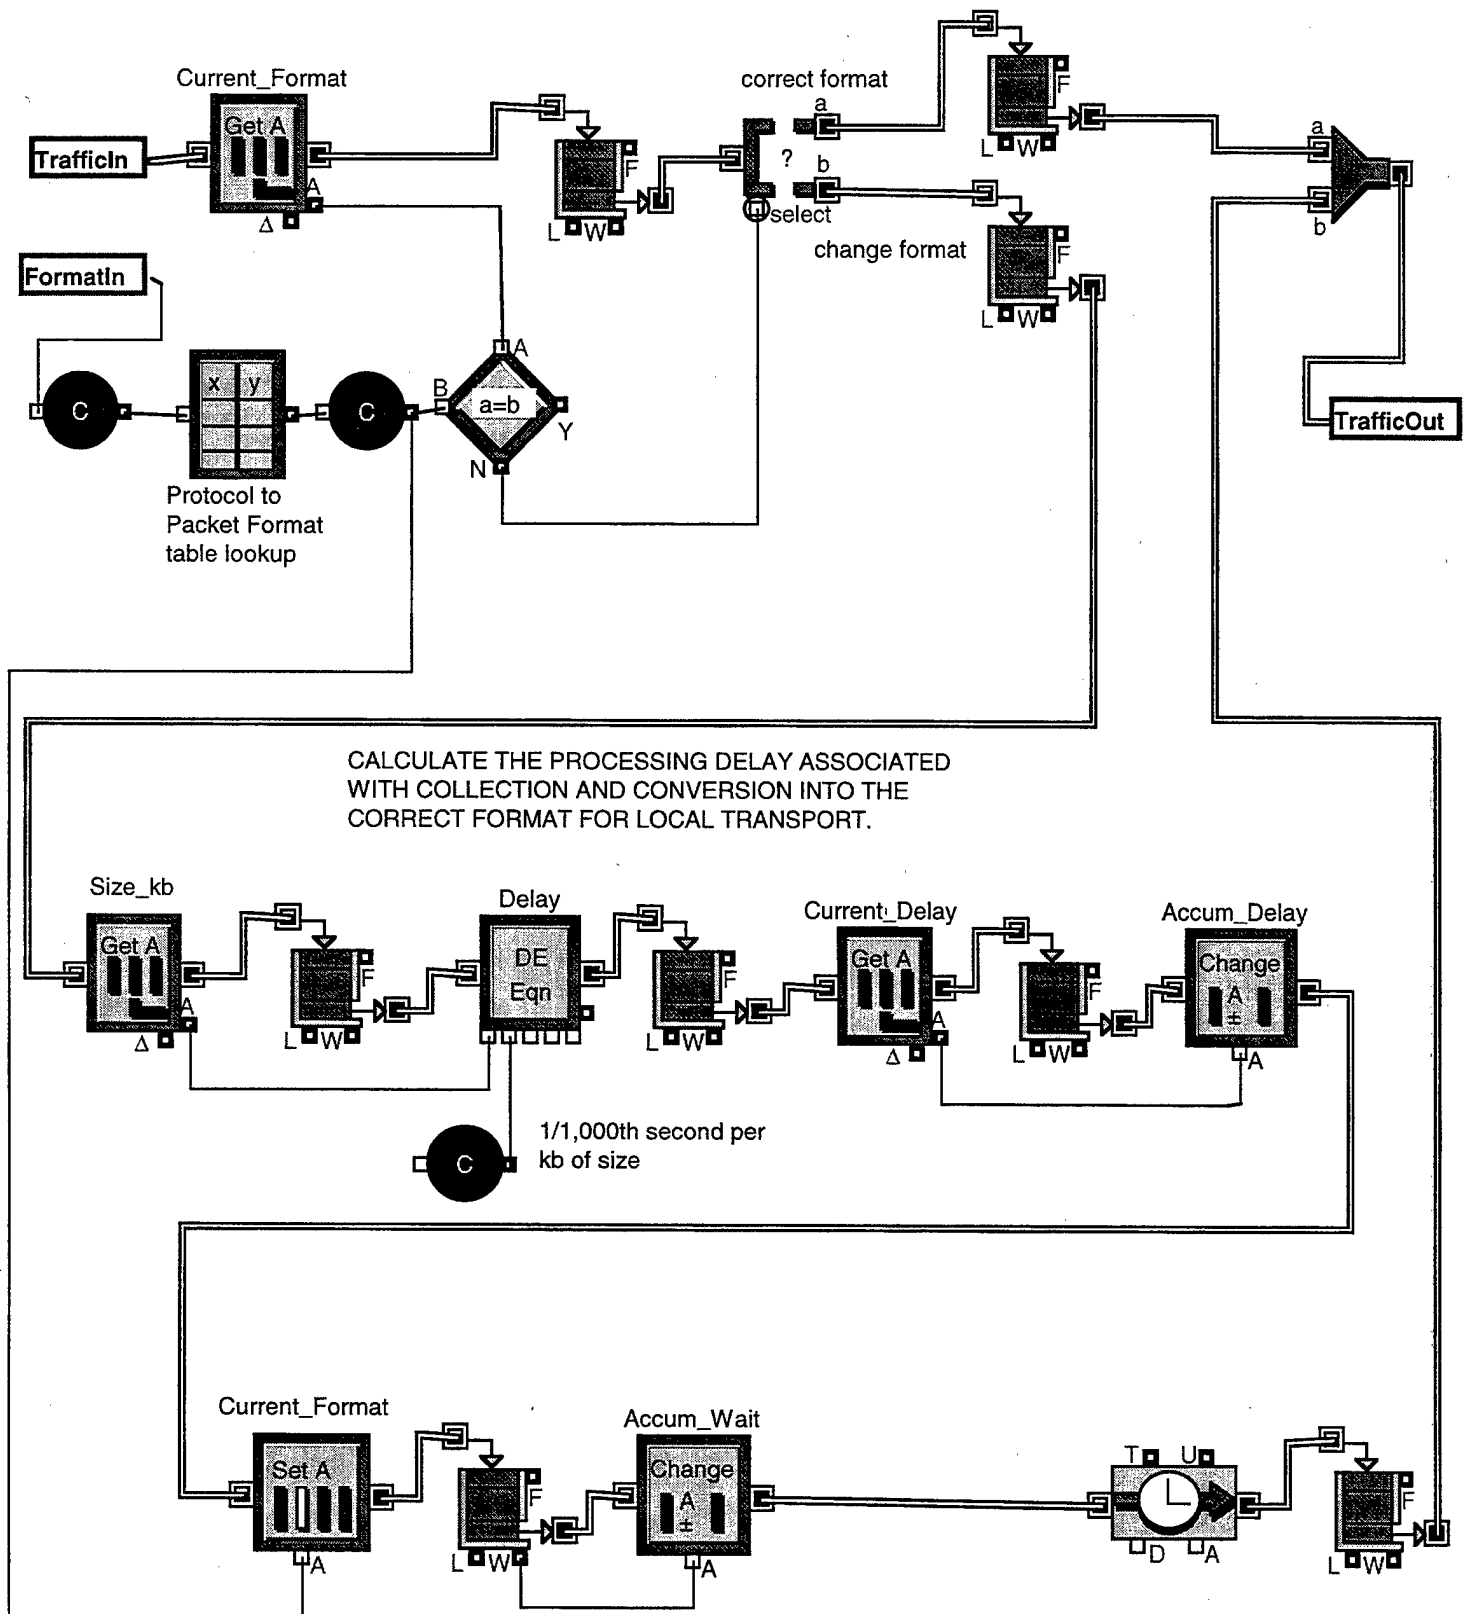 Current_Format
Get A
A
Δ
TrafficIn
F
L W
correct format
a
?
b
select
change format
F
L W
F
L W
a
b
TrafficOut
FormatIn
C
x y
C
B
A
a=b
Y
N
Protocol to
Packet Format
table lookup
CALCULATE THE PROCESSING DELAY ASSOCIATED
WITH COLLECTION AND CONVERSION INTO THE
CORRECT FORMAT FOR LOCAL TRANSPORT.
Size_kb
Get A
A
Δ
F
L W
Delay
DE
Eqn
F
L W
Current_Delay
Get A
A
Δ
F
L W
Accum_Delay
Change
A
±
A
C
1/1,000th second per
kb of size
Current_Format
Set A
A
F
L W
Accum_Wait
Change
A
±
A
T U
D A
F
L W